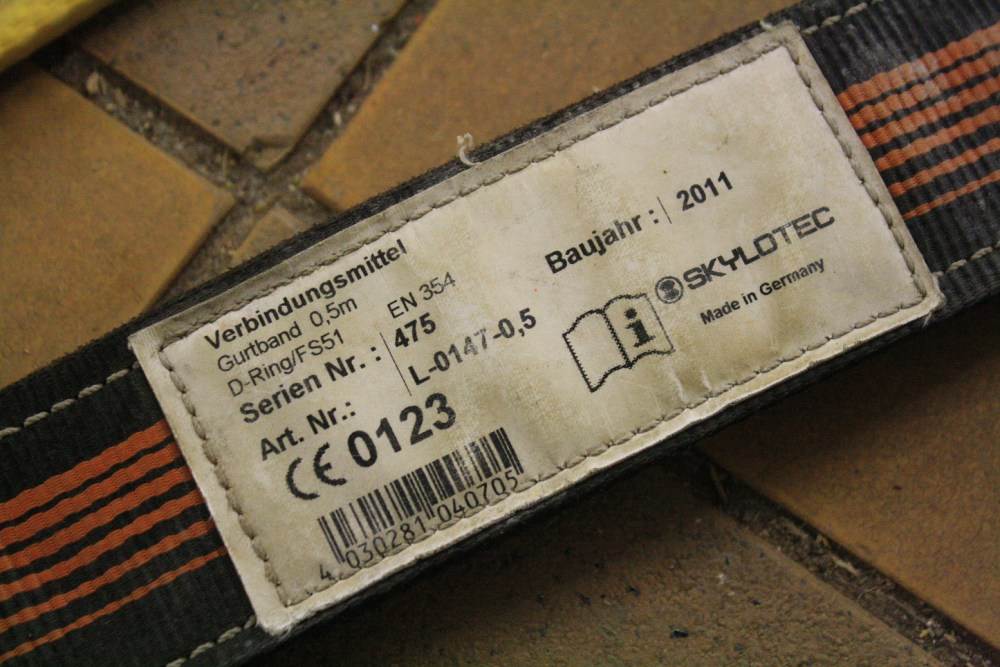 Verbindungsmittel
Gurtband 0,5m EN 354
D-Ring/FS51
Serien Nr.: 475
Art. Nr.: L-0147-0,5
CE 0123
4 030281 040705
Baujahr : 2011
i
SKYLOTEC
Made in Germany